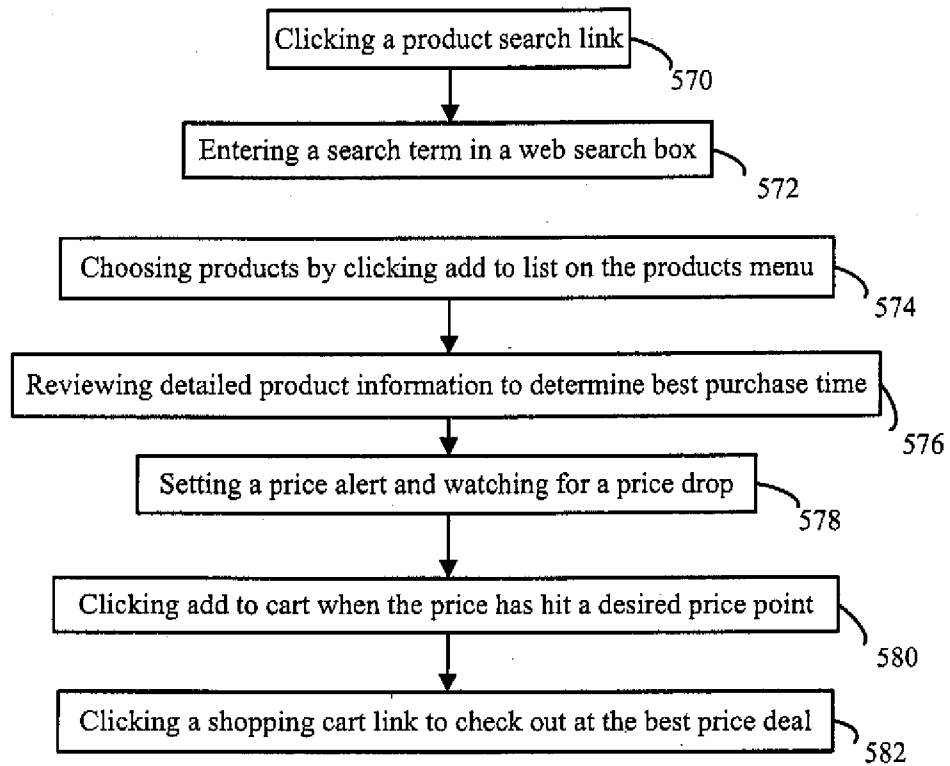 Clicking a product search link
570
Entering a search term in a web search box
572
Choosing products by clicking add to list on the products menu
574
Reviewing detailed product information to determine best purchase time
576
Setting a price alert and watching for a price drop
578
Clicking add to cart when the price has hit a desired price point
580
Clicking a shopping cart link to check out at the best price deal
582